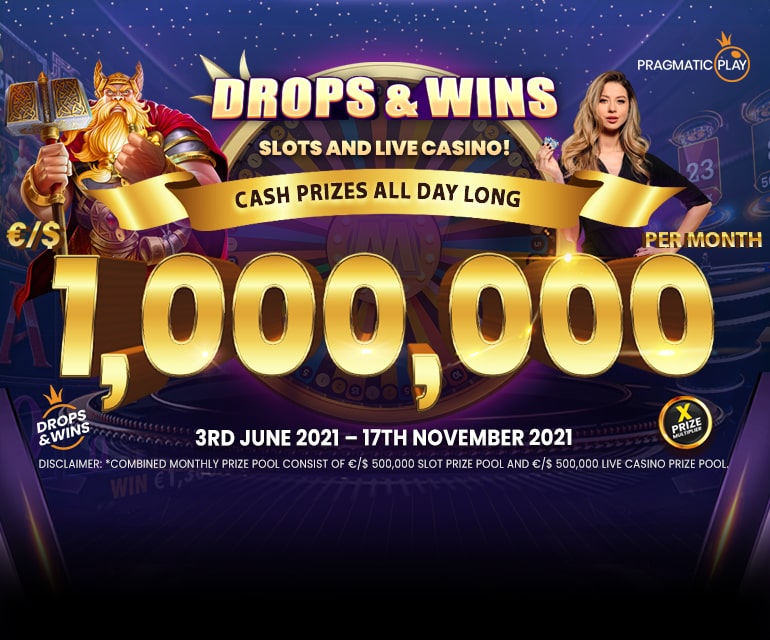 PRAGMATIC PLAY
DROPS & WINS
SLOTS AND LIVE CASINO!
CASH PRIZES ALL DAY LONG
€/$
PER MONTH
1,000,000
23
DROPS
&WINS
X
PRIZE
MULTIPLIER
3RD JUNE 2021 – 17TH NOVEMBER 2021
DISCLAIMER: *COMBINED MONTHLY PRIZE POOL CONSIST OF €/$ 500,000 SLOT PRIZE POOL AND €/$ 500,000 LIVE CASINO PRIZE POOL.